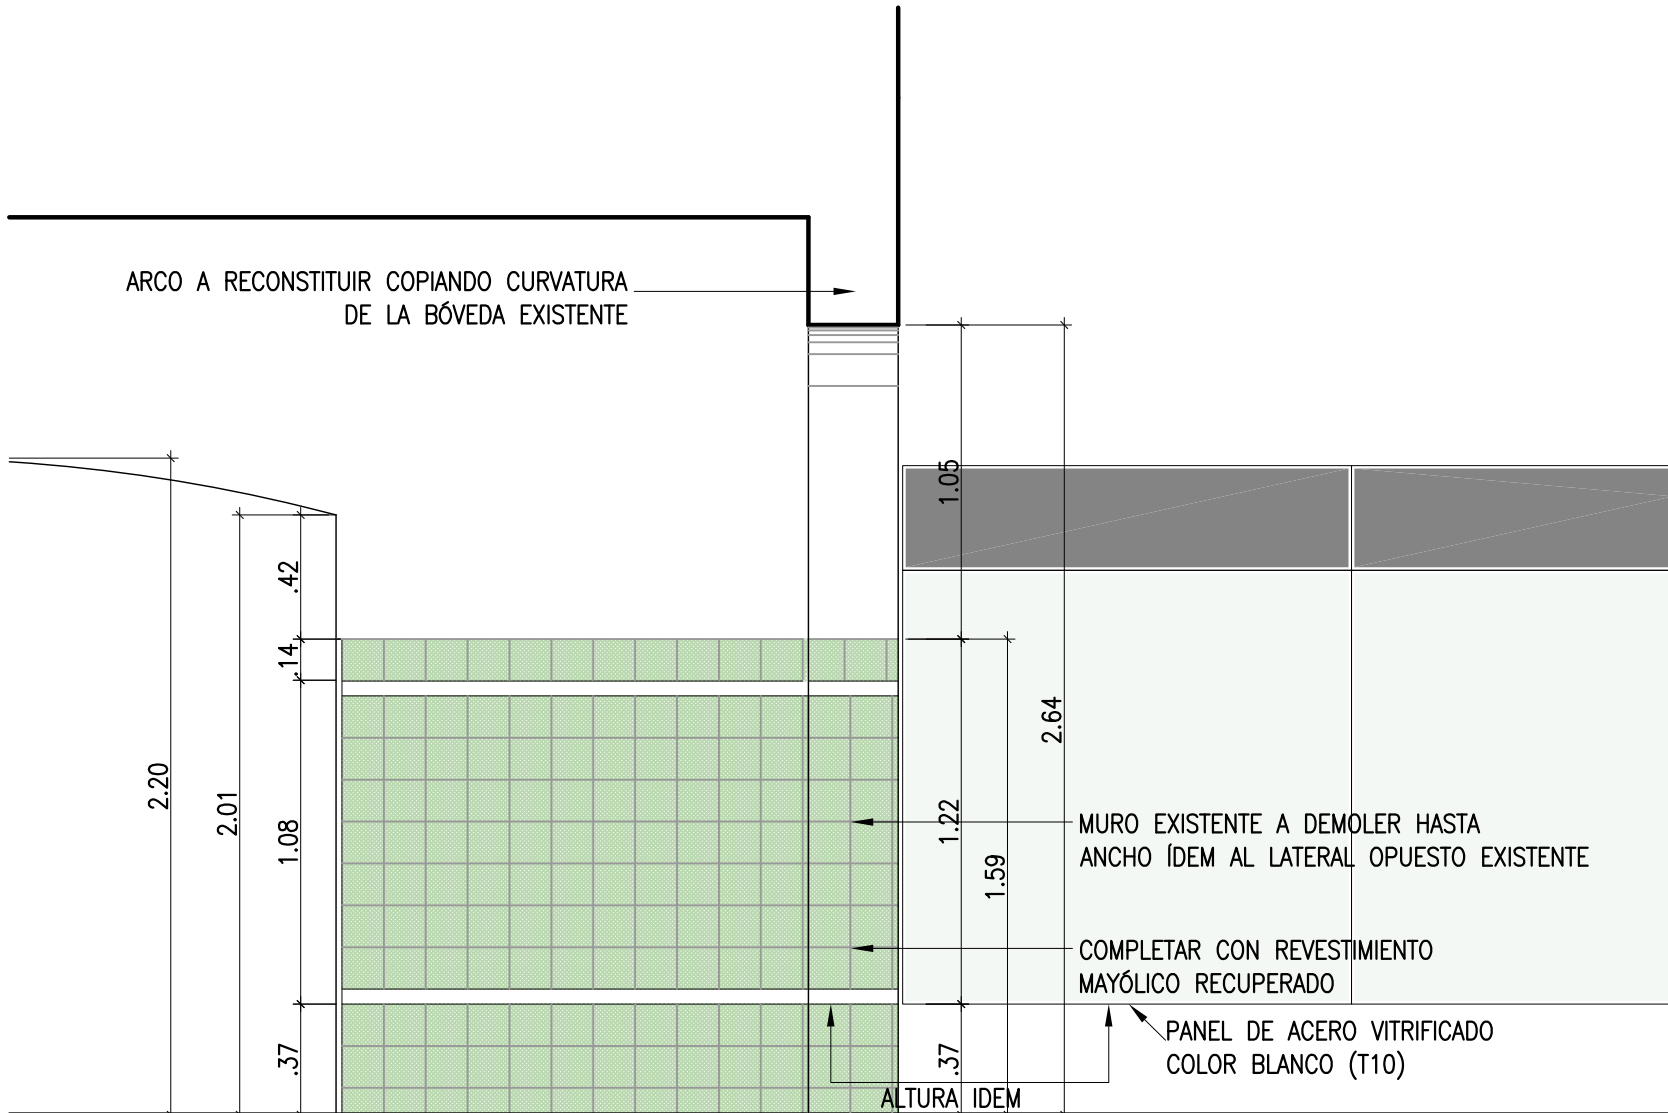 ARCO A RECONSTITUIR COPIANDO CURVATURA
DE LA BÓVEDA EXISTENTE
1.05
.42
.14
2.64
2.20
2.01
1.08
1.22
1.59
MURO EXISTENTE A DEMOLER HASTA
ANCHO ÍDEM AL LATERAL OPUESTO EXISTENTE
COMPLETAR CON REVESTIMIENTO
MAYÓLICO RECUPERADO
PANEL DE ACERO VITRIFICADO
COLOR BLANCO (T10)
.37
.37
ALTURA IDEM